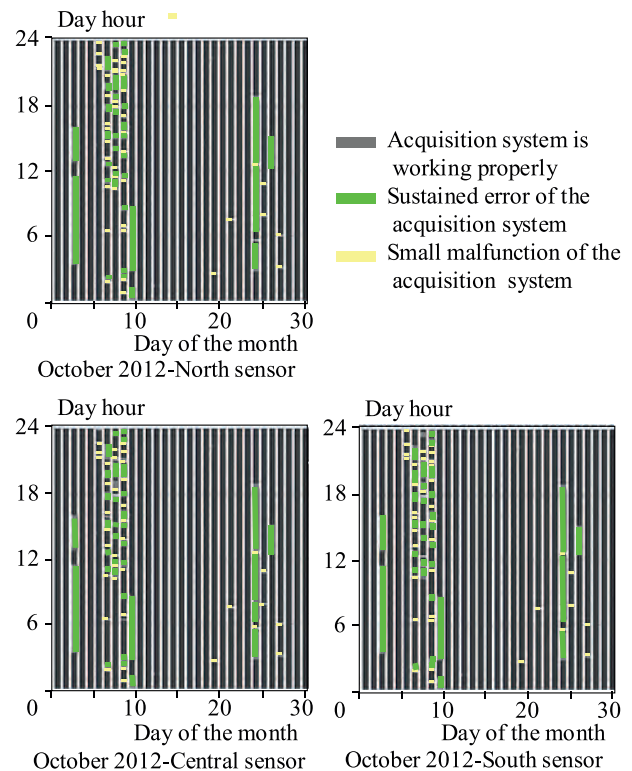 Day hour
24
18
12
6
0
10
20
30
Day of the month
October 2012-North sensor
Acquisition system is
working properly
Sustained error of the
acquisition system
Small malfunction of the
acquisition system
Day hour
24
18
12
6
0
10
20
30
Day of the month
October 2012-Central sensor
Day hour
24
18
12
6
0
10
20
30
Day of the month
October 2012-South sensor